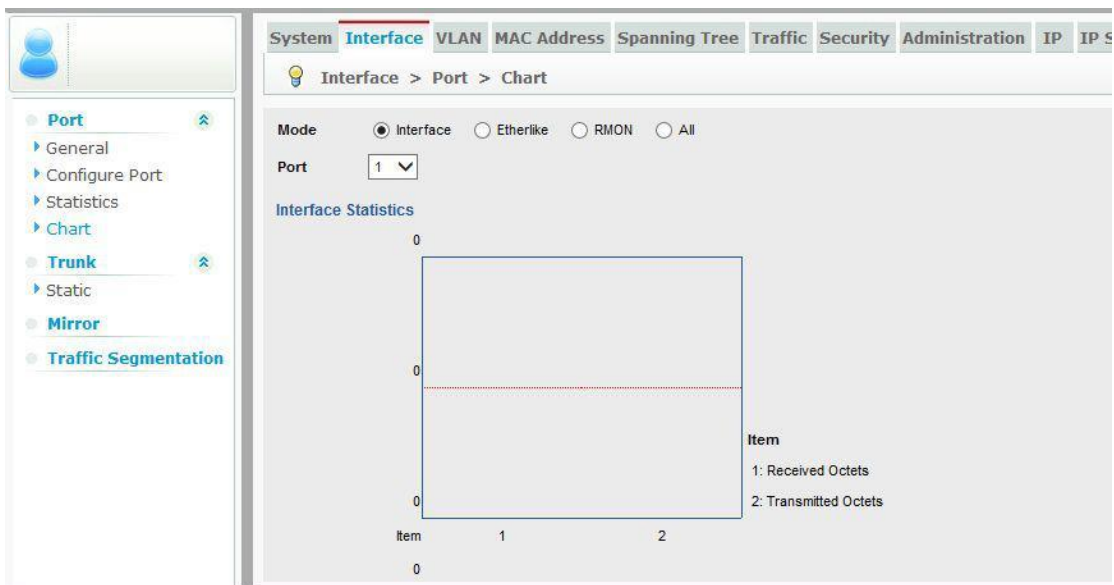 System Interface VLAN MAC Address Spanning Tree Traffic Security Administration IP IP S
Interface > Port > Chart
Port
General
Configure Port
Statistics
Chart
Trunk
Static
Mirror
Traffic Segmentation
Mode Interface Etherlike RMON All
Port 1
Interface Statistics
0
0
0
Item 1 2
0
Item
1: Received Octets
2: Transmitted Octets